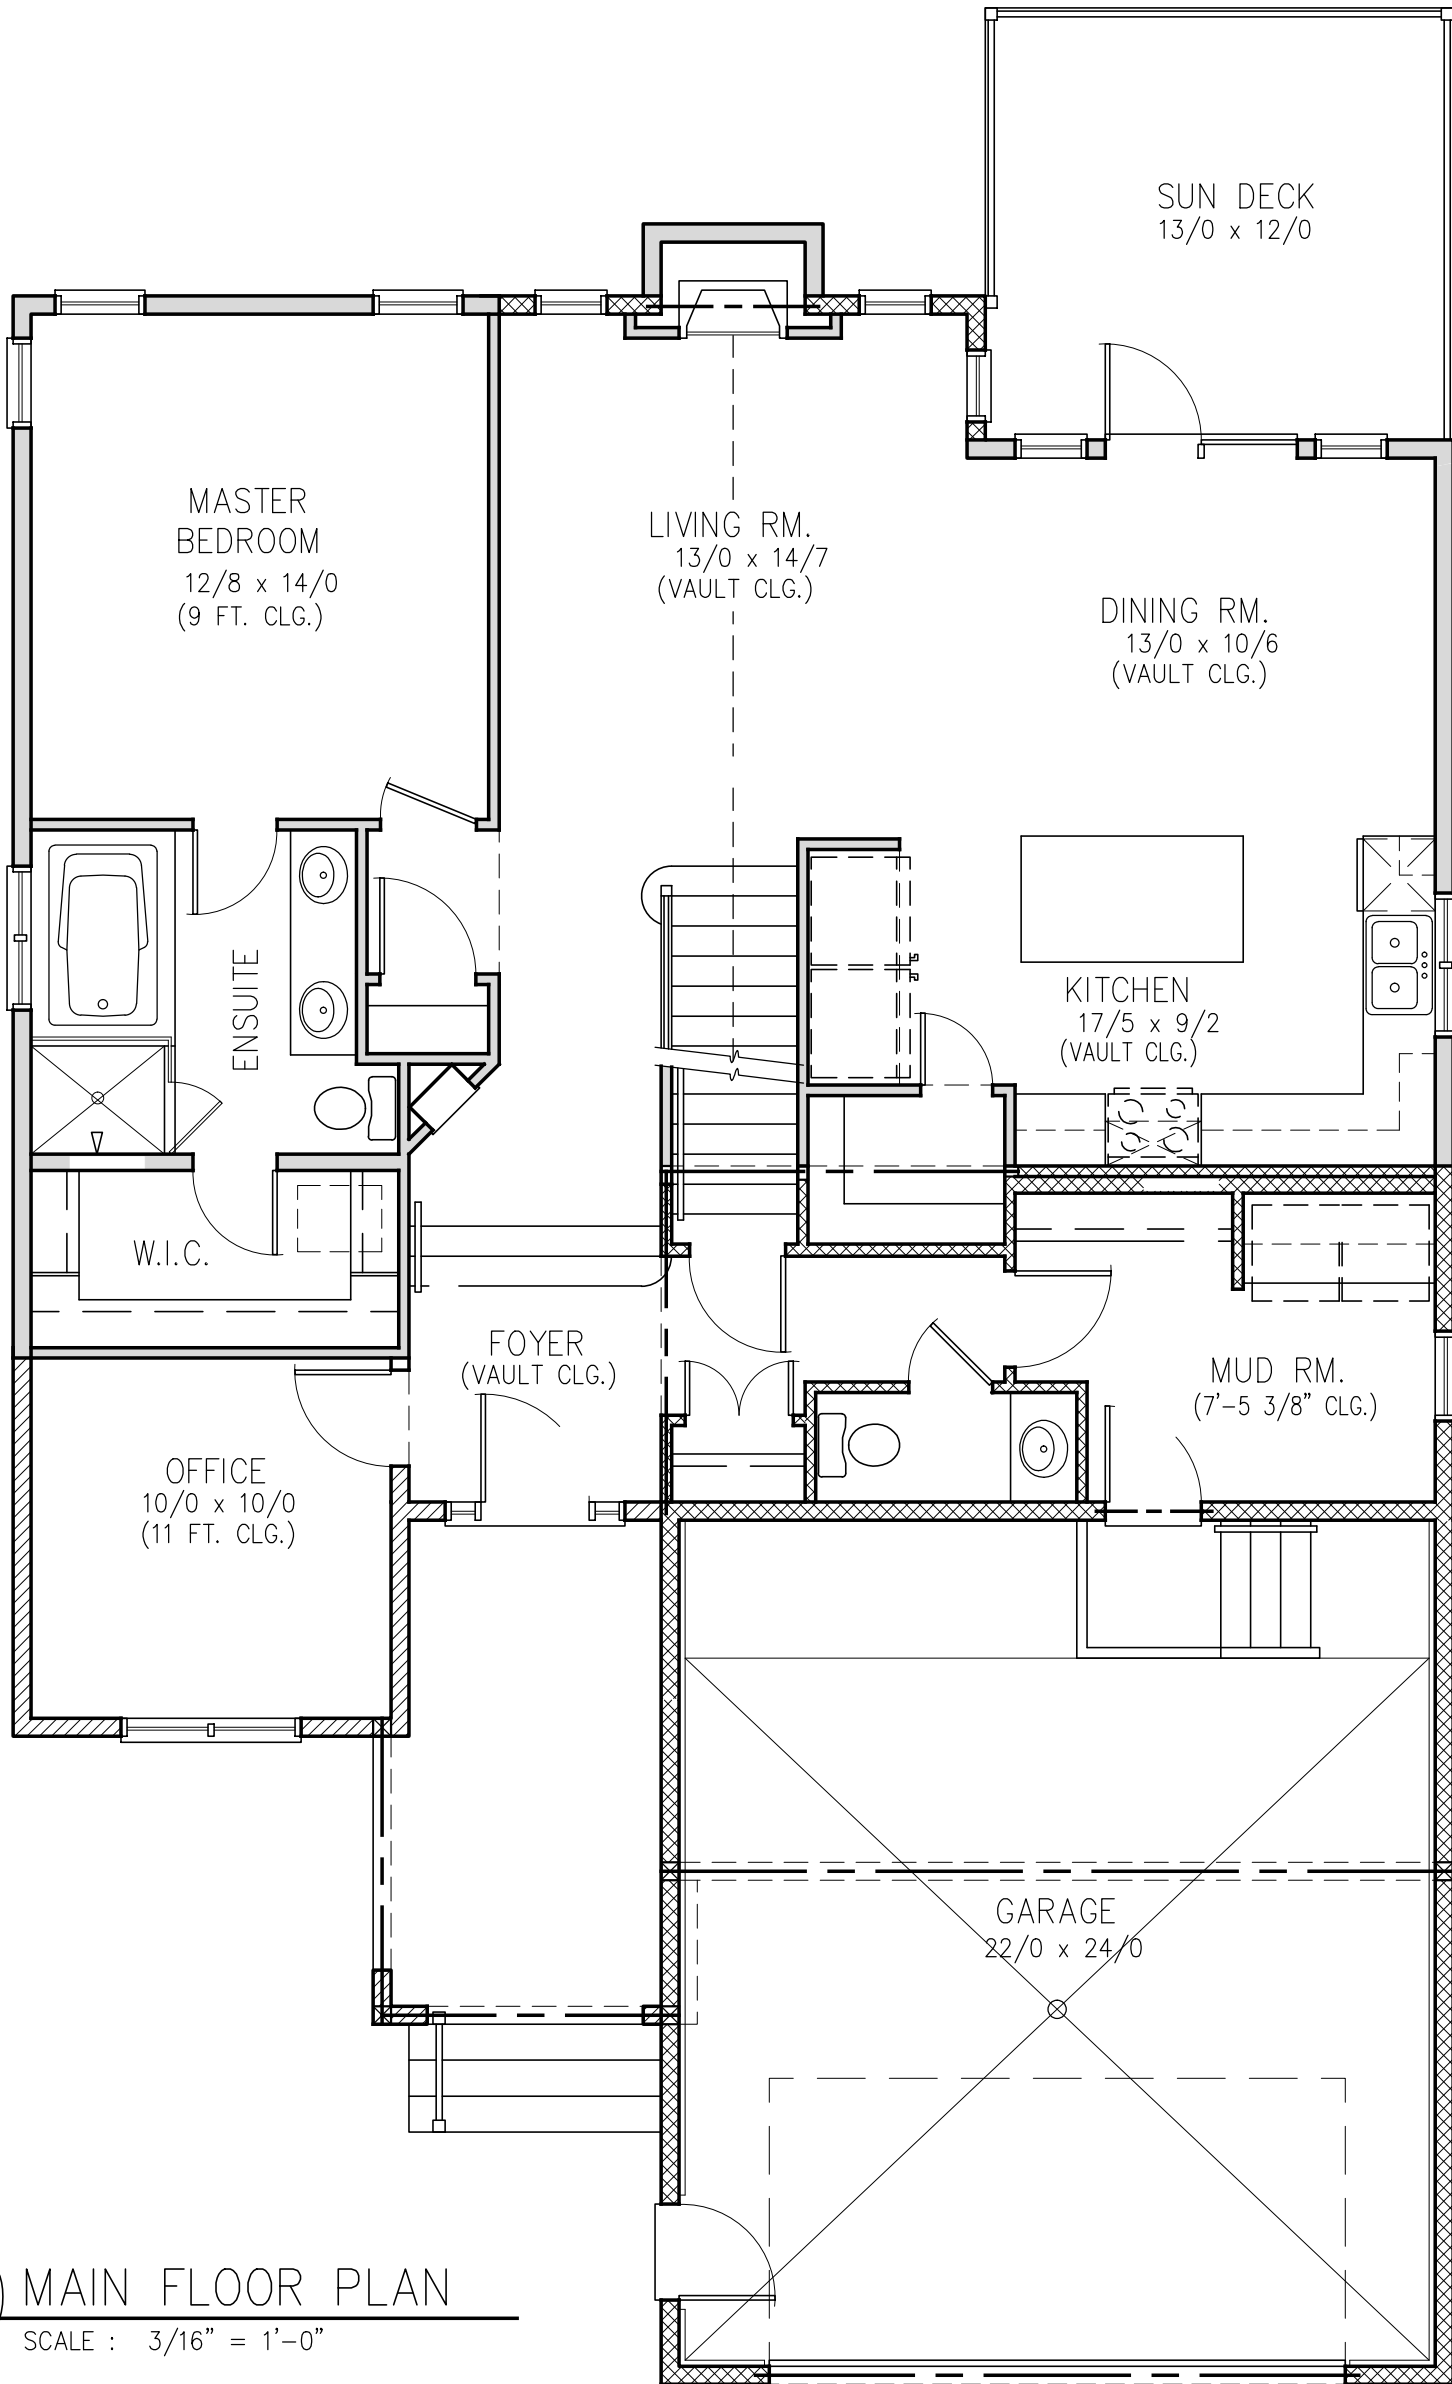 SUN DECK
13/0 x 12/0
MASTER
BEDROOM
12/8 x 14/0
(9 FT. CLG.)
LIVING RM.
13/0 x 14/7
(VAULT CLG.)
DINING RM.
13/0 x 10/6
(VAULT CLG.)
ENSUITE
KITCHEN
17/5 x 9/2
(VAULT CLG.)
W.I.C.
FOYER
(VAULT CLG.)
MUD RM.
(7'-5 3/8" CLG.)
OFFICE
10/0 x 10/0
(11 FT. CLG.)
GARAGE
22/0 x 24/0
MAIN FLOOR PLAN
SCALE : 3/16" = 1'-0"